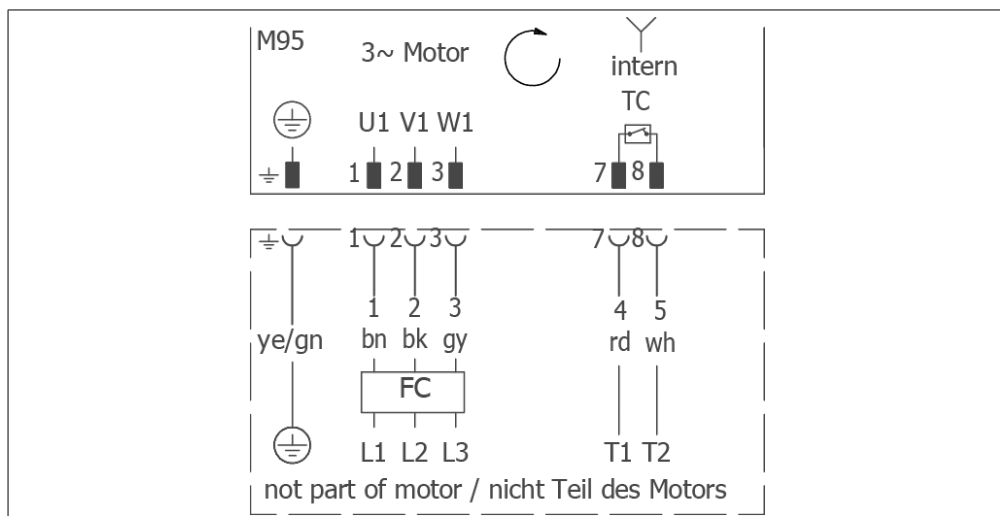 M95
3~ Motor
intern
TC
U1 V1 W1
1 2 3 7 8
1 2 3 7 8
1 2 3 4 5
ye/gn bn bk gy rd wh
FC
L1 L2 L3 T1 T2
not part of motor / nicht Teil des Motors